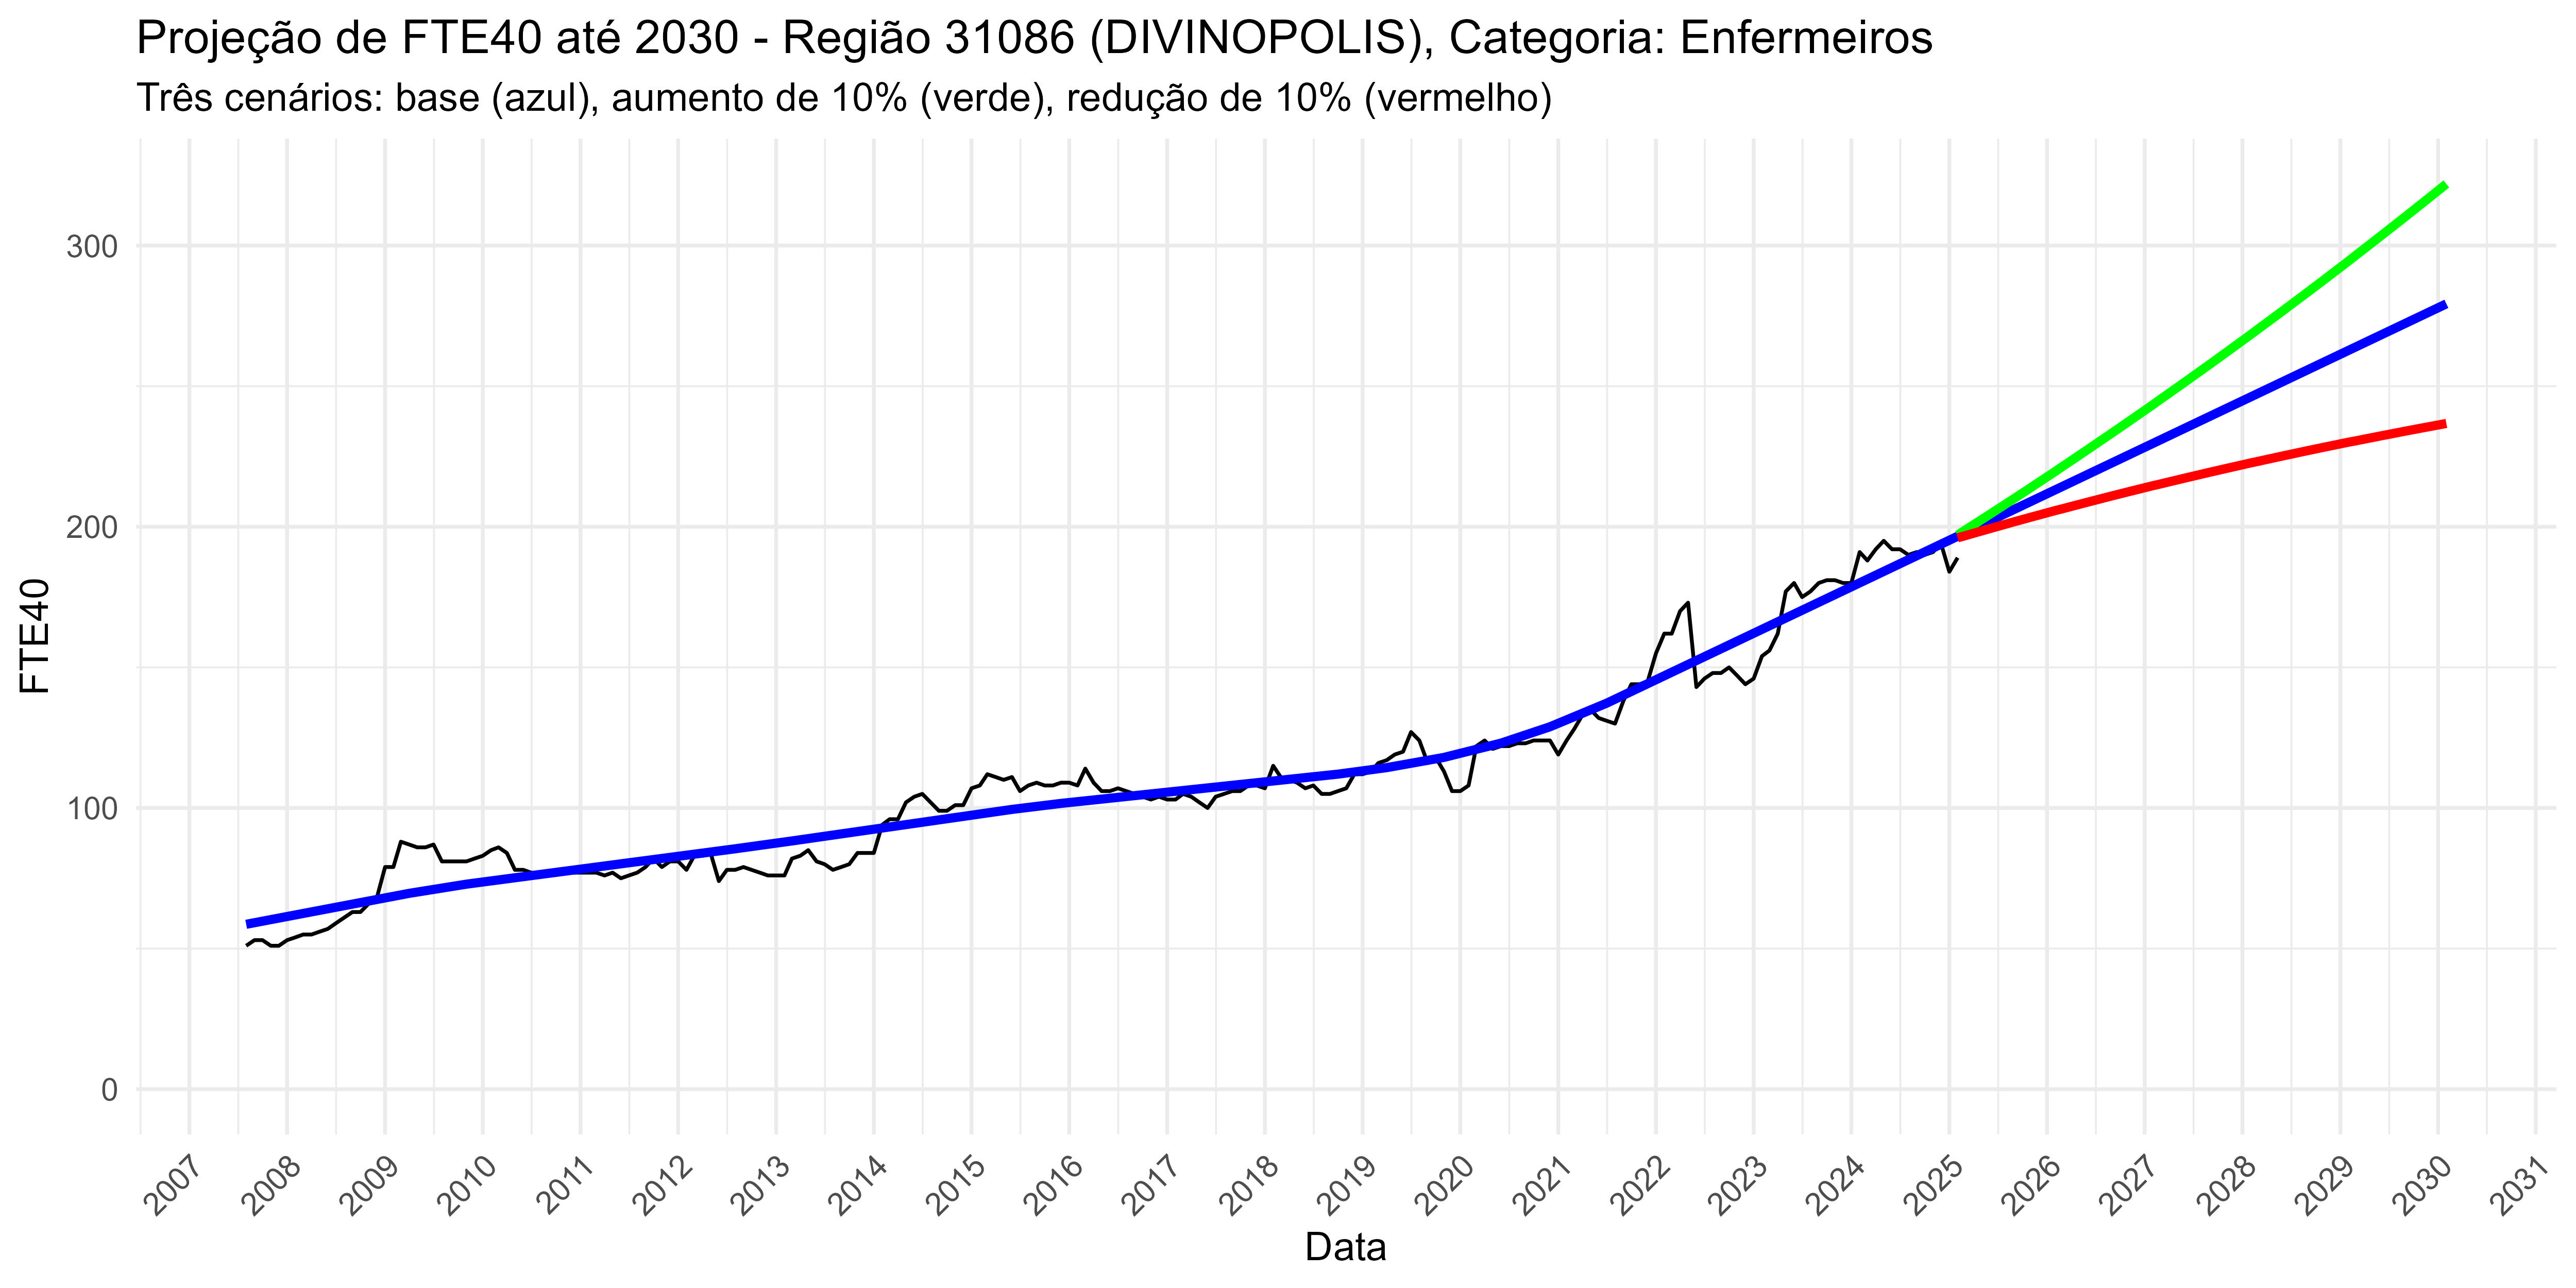 Projeção de FTE40 até 2030 - Região 31086 (DIVINOPOLIS), Categoria: Enfermeiros
Três cenários: base (azul), aumento de 10% (verde), redução de 10% (vermelho)
FTE40
300
200
100
0
2007 2008 2009 2010 2011 2012 2013 2014 2015 2016 2017 2018 2019 2020 2021 2022 2023 2024 2025 2026 2027 2028 2029 2030 2031
Data